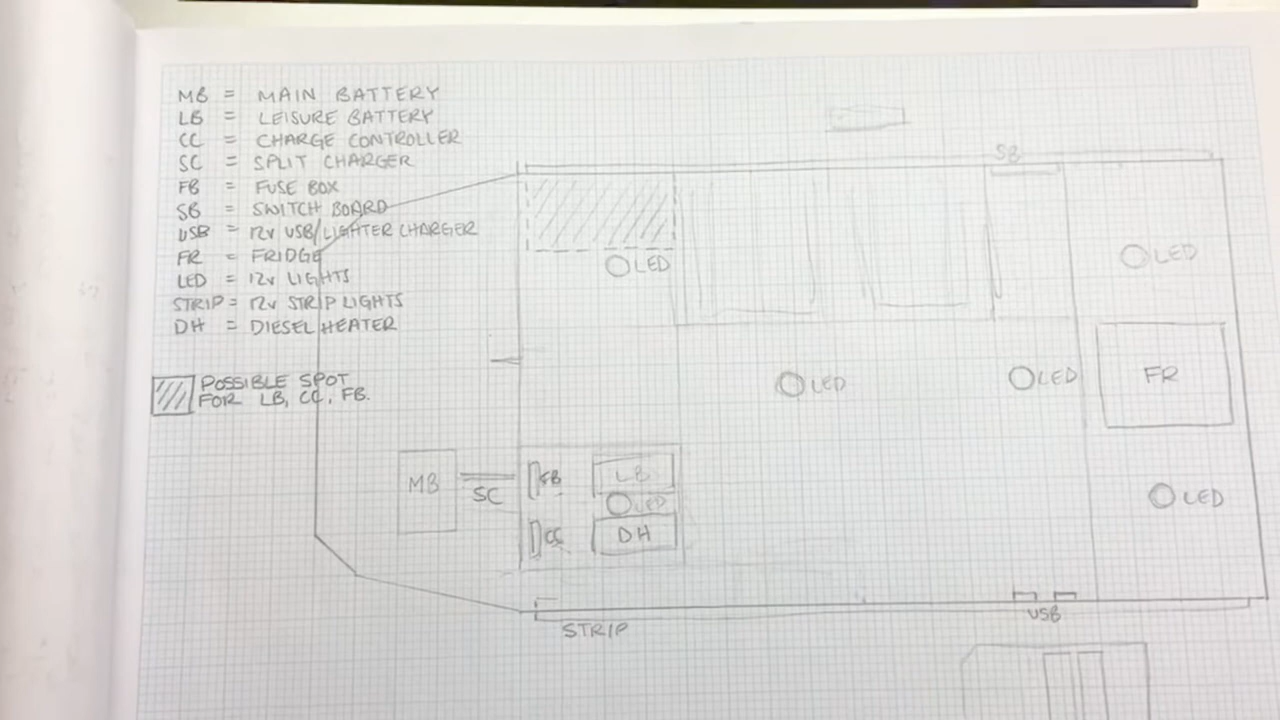 MB = MAIN BATTERY
LB = LEISURE BATTERY
CC = CHARGE CONTROLLER
SC = SPLIT CHARGER
FB = FUSE BOX
SB = SWITCH BOARD
USB = 12V USB/LIGHTER CHARGER
FR = FRIDGE
LED = 12V LIGHTS
STRIP = 12V STRIP LIGHTS
DH = DIESEL HEATER
POSSIBLE SPOT
FOR LB, CC, FB.
SB
LED
LED
LED
LED
FR
MB
SC
FB
LB
LED
CC
DH
LED
STRIP
USB